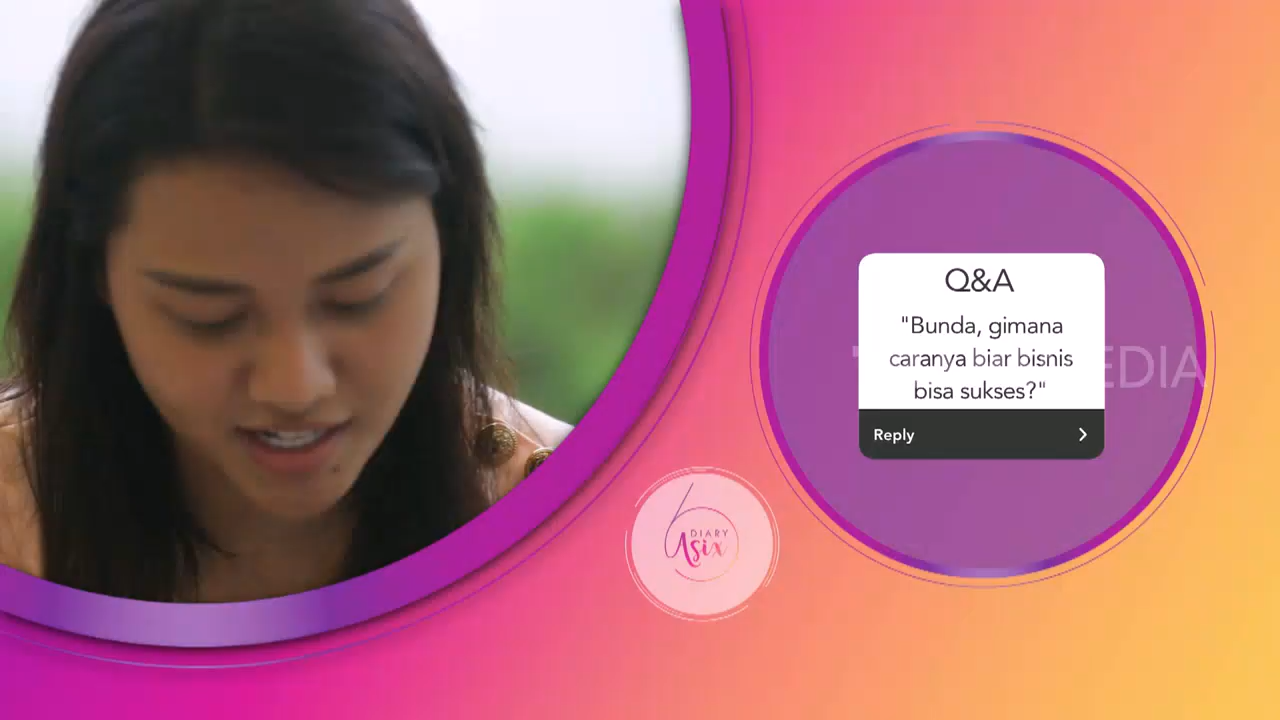 Q&A
"Bunda, gimana
caranya biar bisnis
bisa sukses?"
Reply
DIARY
Asix